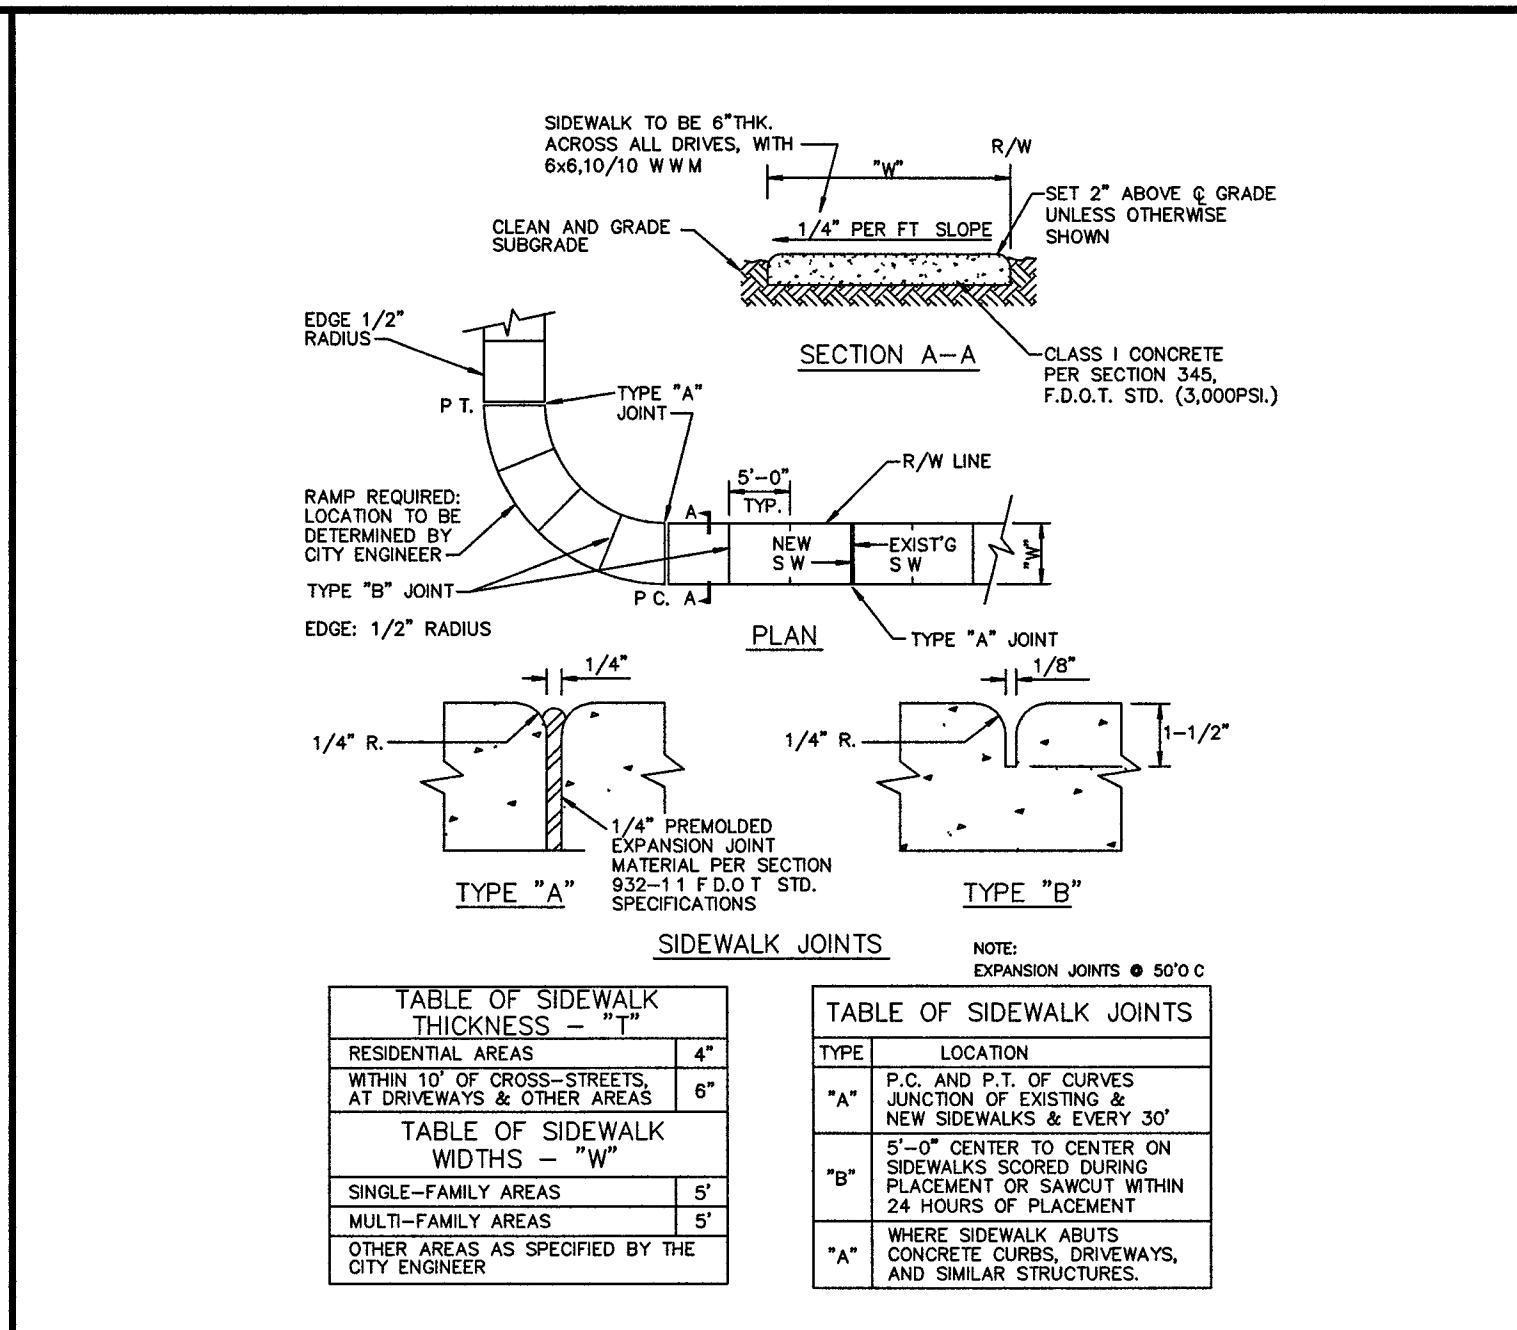 SIDEWALK TO BE 6"THK.
ACROSS ALL DRIVES, WITH
6x6,10/10 W W M
R/W
"W"
SET 2" ABOVE ℄ GRADE
UNLESS OTHERWISE
SHOWN
CLEAN AND GRADE
SUBGRADE
1/4" PER FT SLOPE
SECTION A-A
CLASS I CONCRETE
PER SECTION 345,
F.D.O.T. STD. (3,000PSI.)
EDGE 1/2"
RADIUS
P T.
TYPE "A"
JOINT
R/W LINE
5'-0"
TYP.
RAMP REQUIRED:
LOCATION TO BE
DETERMINED BY
CITY ENGINEER
A
NEW
S W
EXIST'G
S W
"W"
TYPE "B" JOINT
P C.
A
EDGE: 1/2" RADIUS
PLAN
TYPE "A" JOINT
1/4"
1/4" R.
1/4" PREMOLDED
EXPANSION JOINT
MATERIAL PER SECTION
932-1 1 F D.O T STD.
SPECIFICATIONS
TYPE "A"
1/8"
1/4" R.
1-1/2"
TYPE "B"
SIDEWALK JOINTS
NOTE:
EXPANSION JOINTS @ 50'O C
TABLE OF SIDEWALK
THICKNESS - "T"
RESIDENTIAL AREAS 4"
WITHIN 10' OF CROSS-STREETS,
AT DRIVEWAYS & OTHER AREAS 6"
TABLE OF SIDEWALK
WIDTHS - "W"
SINGLE-FAMILY AREAS 5'
MULTI-FAMILY AREAS 5'
OTHER AREAS AS SPECIFIED BY THE
CITY ENGINEER
TABLE OF SIDEWALK JOINTS
TYPE LOCATION
"A" P.C. AND P.T. OF CURVES
JUNCTION OF EXISTING &
NEW SIDEWALKS & EVERY 30'
"B" 5'-0" CENTER TO CENTER ON
SIDEWALKS SCORED DURING
PLACEMENT OR SAWCUT WITHIN
24 HOURS OF PLACEMENT
"A" WHERE SIDEWALK ABUTS
CONCRETE CURBS, DRIVEWAYS,
AND SIMILAR STRUCTURES.